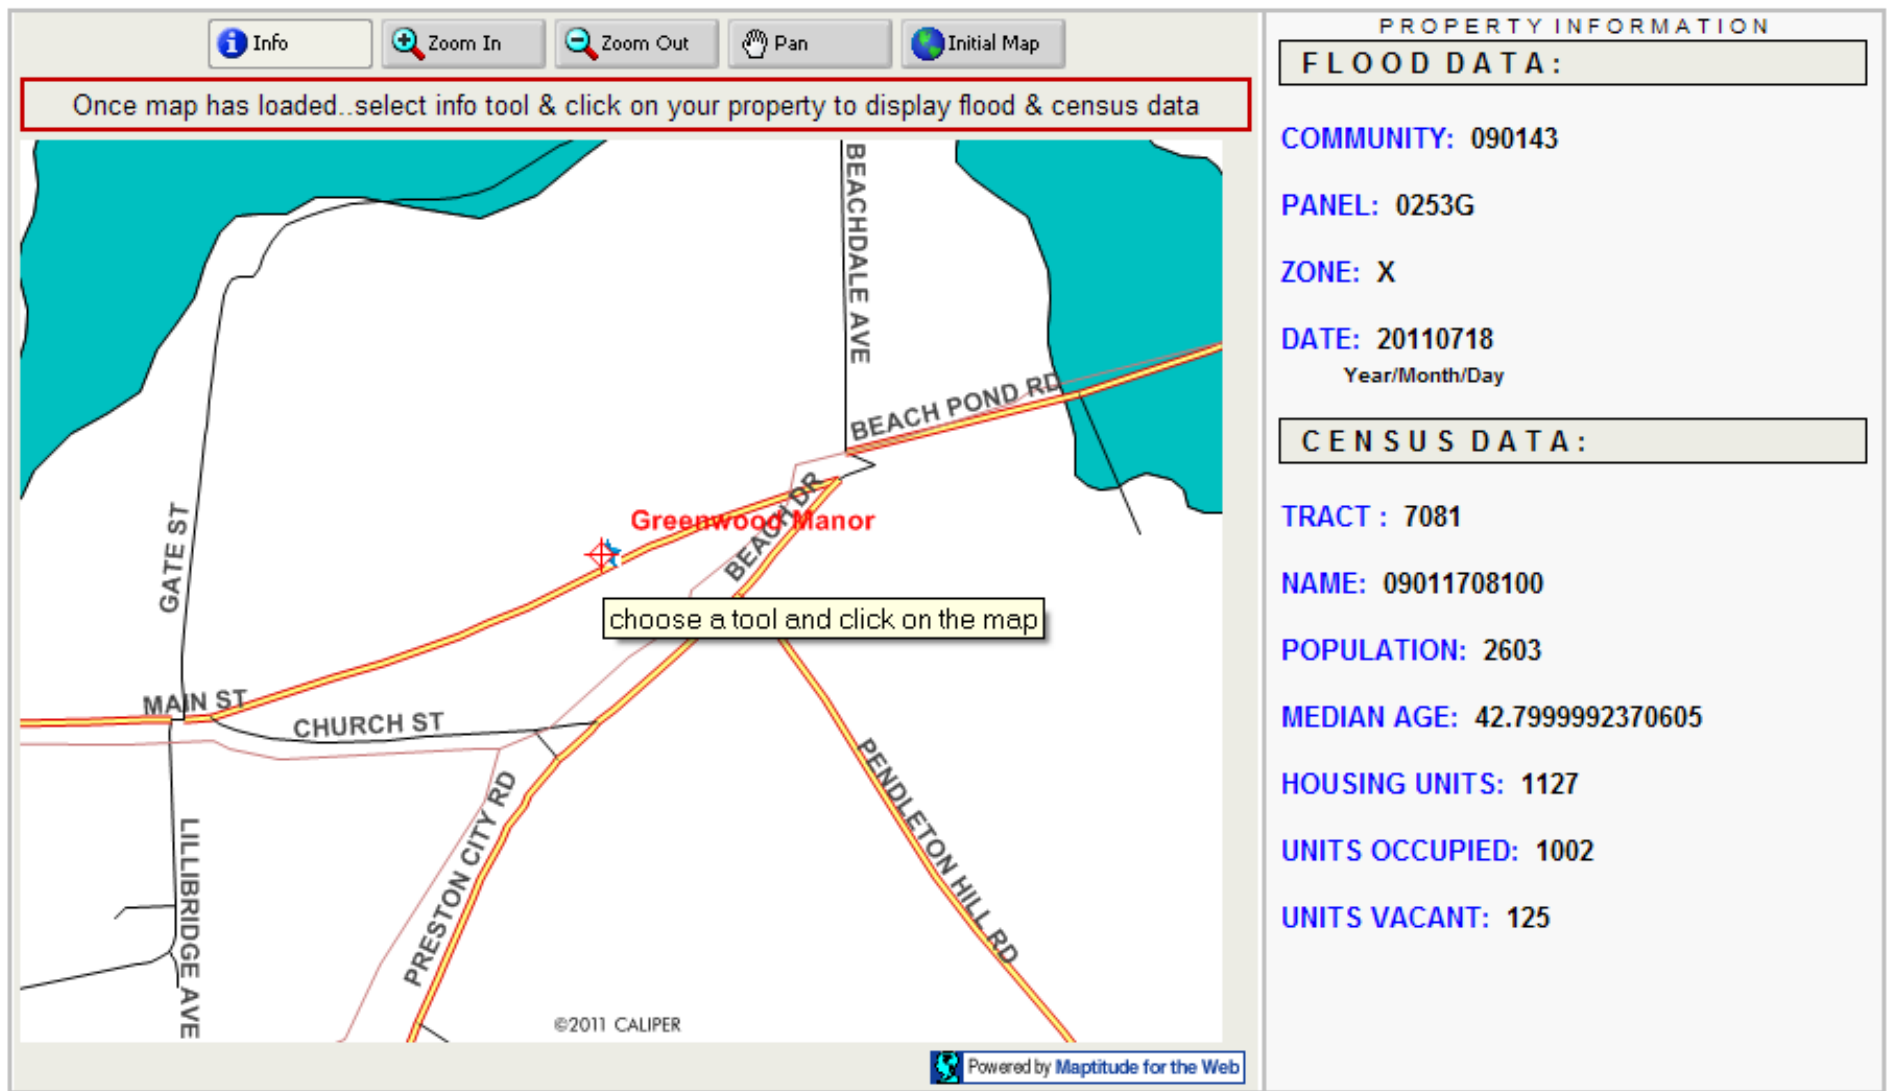 Info
Zoom In
Zoom Out
Pan
Initial Map
Once map has loaded..select info tool & click on your property to display flood & census data
BEACHDALE AVE
BEACH POND RD
GATE ST
Greenwood Manor
BEACH DR
choose a tool and click on the map
MAIN ST
CHURCH ST
PRESTON CITY RD
PENDLETON HILL RD
LILLIBRIDGE AVE
©2011 CALIPER
Powered by Maptitude for the Web
PROPERTY INFORMATION
FLOOD DATA:
COMMUNITY: 090143
PANEL: 0253G
ZONE: X
DATE: 20110718
Year/Month/Day
CENSUS DATA:
TRACT : 7081
NAME: 09011708100
POPULATION: 2603
MEDIAN AGE: 42.7999992370605
HOUSING UNITS: 1127
UNITS OCCUPIED: 1002
UNITS VACANT: 125